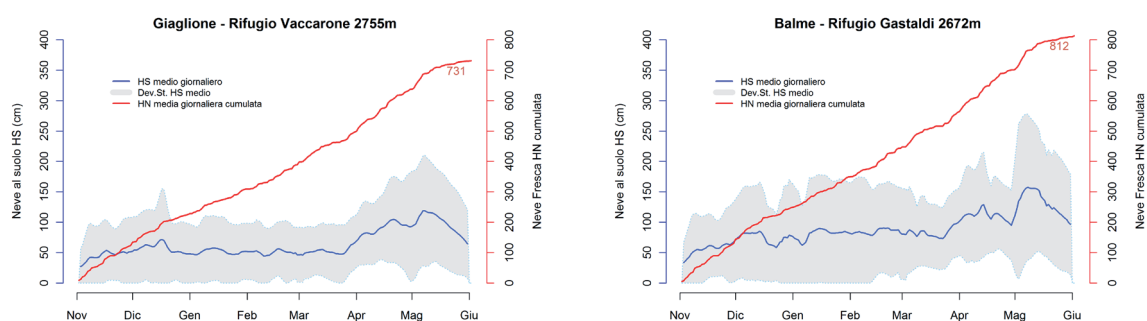 Giaglione - Rifugio Vaccarone 2755m
Neve al suolo HS (cm)
400
350
300
250
200
150
100
50
0
HS medio giornaliero
Dev.St. HS medio
HN media giornaliera cumulata
731
800
700
600
500
400
300
200
100
0
Neve Fresca HN cumulata
Nov Dic Gen Feb Mar Apr Mag Giu
Balme - Rifugio Gastaldi 2672m
Neve al suolo HS (cm)
400
350
300
250
200
150
100
50
0
HS medio giornaliero
Dev.St. HS medio
HN media giornaliera cumulata
812
800
700
600
500
400
300
200
100
0
Neve Fresca HN cumulata
Nov Dic Gen Feb Mar Apr Mag Giu